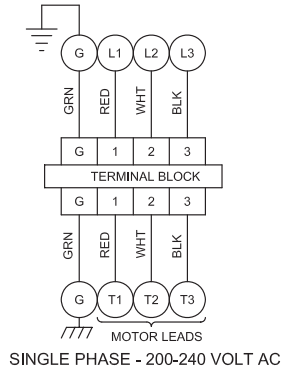 G L1 L2 L3
GRN RED WHT BLK
G 1 2 3
TERMINAL BLOCK
G 1 2 3
GRN RED WHT BLK
G T1 T2 T3
MOTOR LEADS
SINGLE PHASE - 200-240 VOLT AC